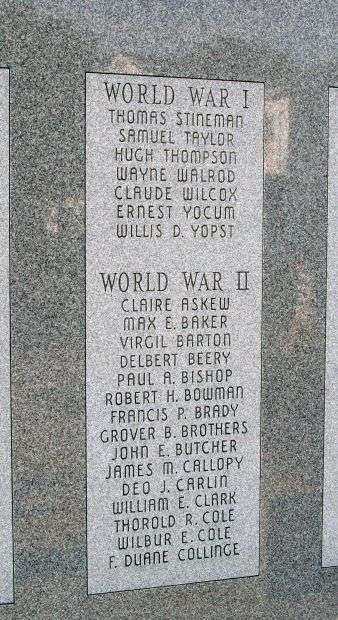 WORLD WAR I
THOMAS STINEMAN
SAMUEL TAYLOR
HUGH THOMPSON
WAYNE WALROD
CLAUDE WILCOX
ERNEST YOCUM
WILLIS D. YOPST
WORLD WAR II
CLAIRE ASKEW
MAX E. BAKER
VIRGIL BARTON
DELBERT BEERY
PAUL A. BISHOP
ROBERT H. BOWMAN
FRANCIS P. BRADY
GROVER B. BROTHERS
JOHN E. BUTCHER
JAMES M. CALLOPY
DEO J. CARLIN
WILLIAM E. CLARK
THOROLD R. COLE
WILBUR E. COLE
F. DUANE COLLINGE